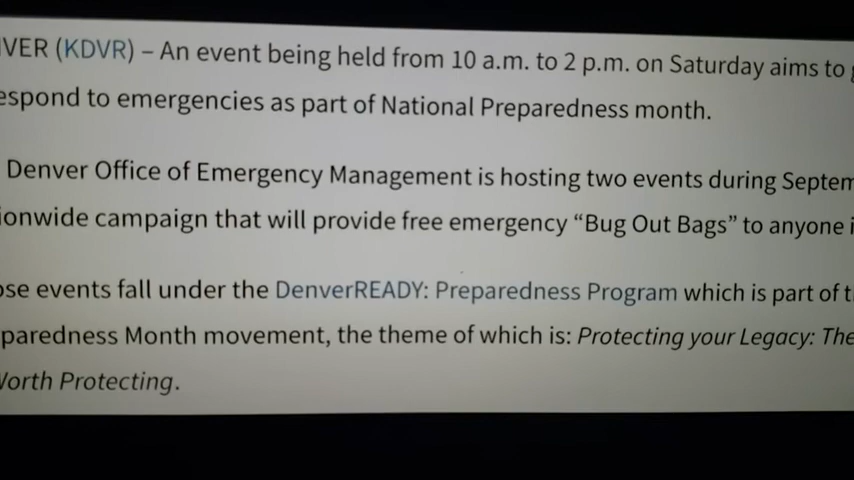 VER (KDVR) – An event being held from 10 a.m. to 2 p.m. on Saturday aims to
espond to emergencies as part of National Preparedness month.
Denver Office of Emergency Management is hosting two events during Septem
ionwide campaign that will provide free emergency “Bug Out Bags” to anyone i
ose events fall under the DenverREADY: Preparedness Program which is part of t
paredness Month movement, the theme of which is: Protecting your Legacy: The
Worth Protecting.